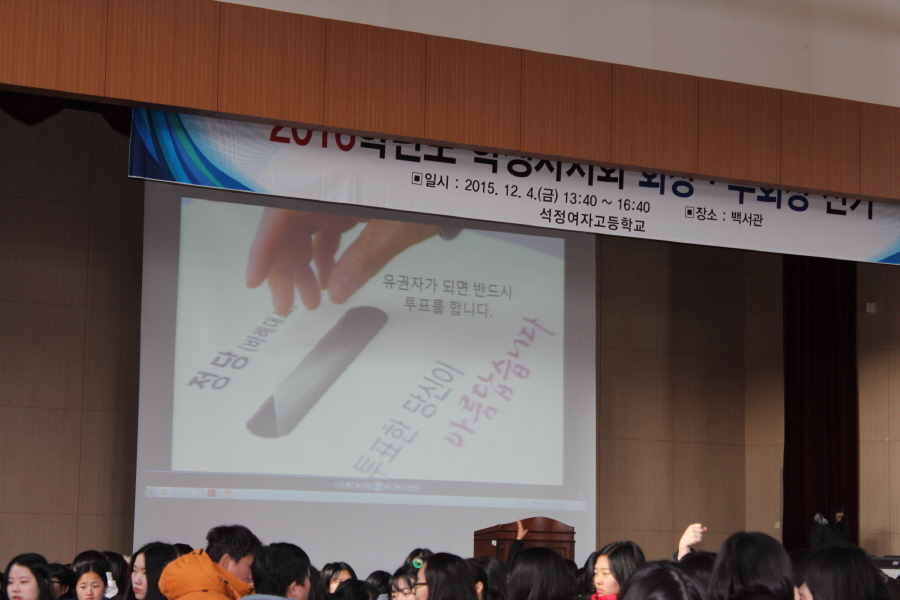 2016학년도 학생자치회 회장·부회장 선거
▣일시 : 2015. 12. 4.(금) 13:40 ~ 16:40
▣장소 : 백서관
석정여자고등학교
유권자가 되면 반드시
투표를 합니다.
정당 (비례대
투표한 당신이
아름답습니다